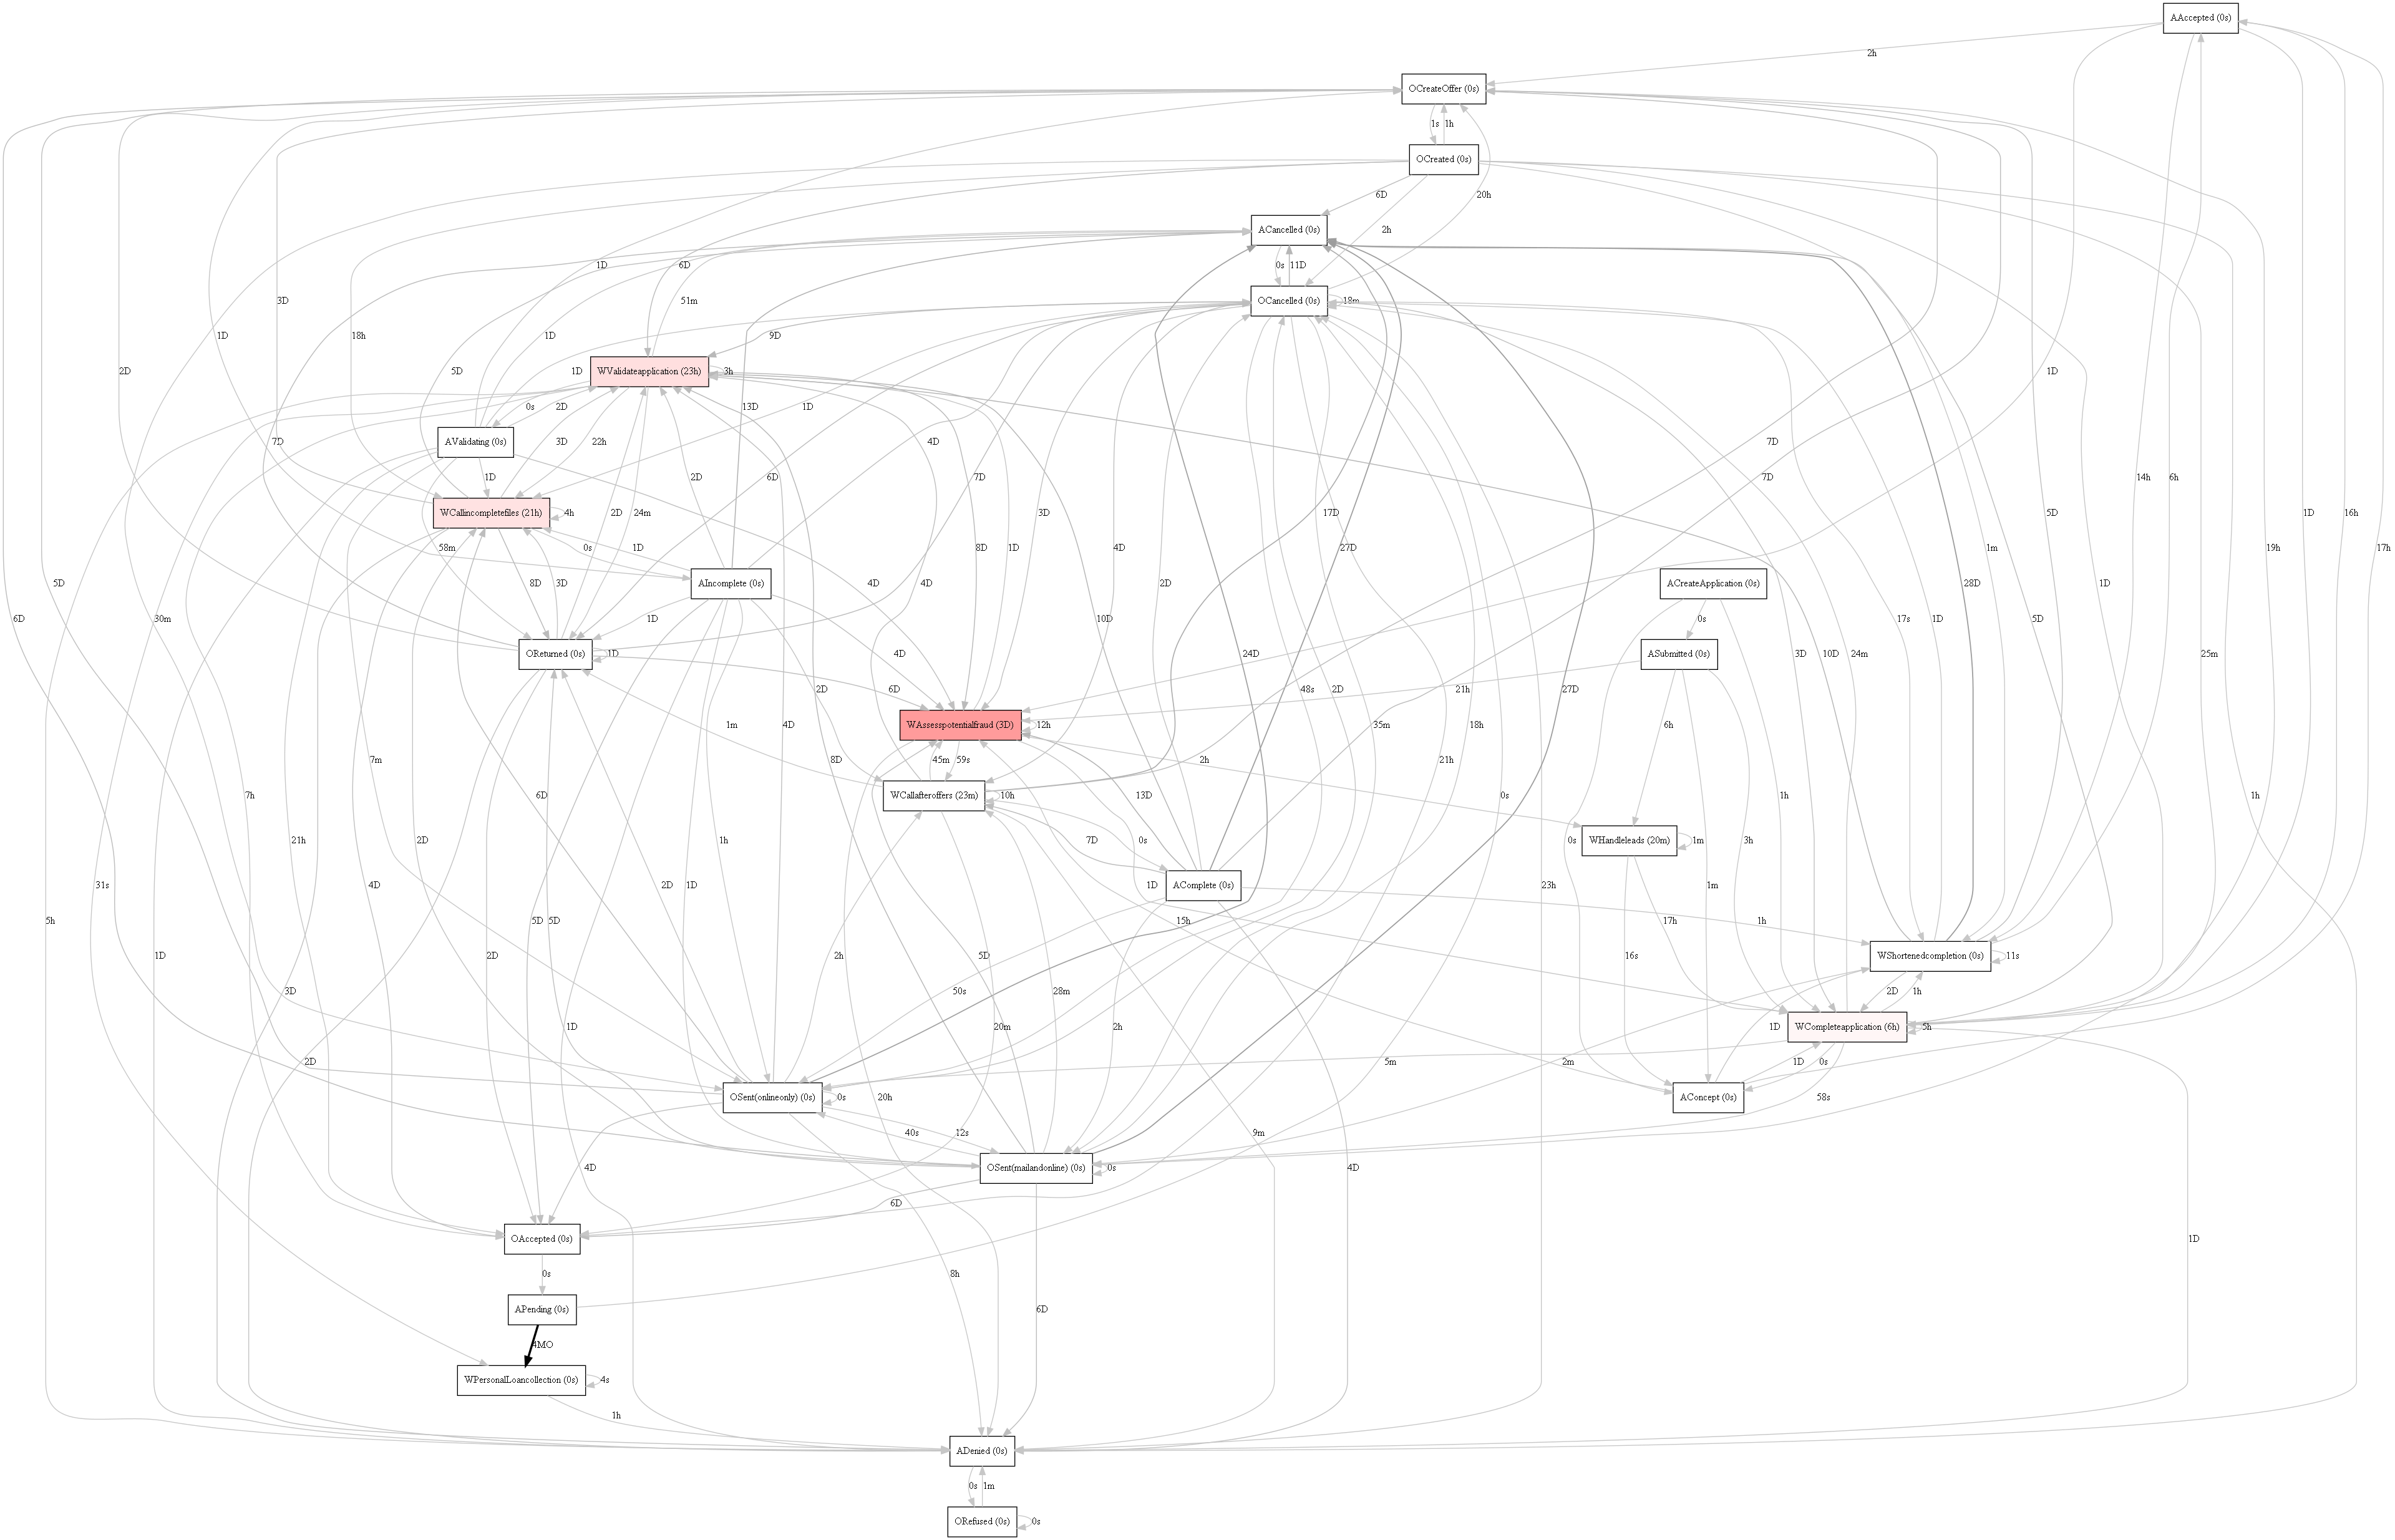 AAccepted (0s)
2h
OCreateOffer (0s)
1s
1h
OCreated (0s)
6D
20h
ACancelled (0s)
2h
6D
1D
0s
11D
3D
1D
51m
OCancelled (0s)
18m
18h
1D
9D
2D
5D
1D
WValidateapplication (23h)
3h
1D
0s
2D
1D
13D
AValidating (0s)
7D
3D
22h
4D
7D
7D
6D
7D
14h
6h
1D
2D
WCallincompletefiles (21h)
4h
24m
2D
3D
17D
5D
1D
16h
58m
0s
1D
8D
1D
27D
1m
19h
17h
8D
3D
4D
4D
4D
2D
AIncomplete (0s)
ACreateApplication (0s)
28D
1D
5D
6D
30m
1D
0s
17s
1D
OReturned (0s)
1D
10D
ASubmitted (0s)
10D
3D
24m
25m
4D
24D
6D
2D
21h
48s
2D
27D
WAssesspotentialfraud (3D)
12h
18h
6h
1m
35m
4D
45m
59s
2h
21h
WCallafteroffers (23m)
10h
0s
1h
1h
6D
7m
13D
7D
0s
0s
3h
WHandleleads (20m)
1m
21h
2D
1h
AComplete (0s)
5h
31s
7h
4D
5D
5D
2D
1D
1D
23h
1m
15h
1h
17h
3D
2D
2h
5D
28m
50s
16s
WShortenedcompletion (0s)
11s
1D
2D
1h
20m
2h
WCompleteapplication (6h)
5h
1D
2D
1D
5m
2m
1D
0s
OSent(onlineonly) (0s)
0s
20h
AConcept (0s)
58s
40s
12s
9m
4D
OSent(mailandonline) (0s)
0s
4D
6D
OAccepted (0s)
1D
0s
8h
APending (0s)
6D
4MO
WPersonalLoancollection (0s)
4s
1h
ADenied (0s)
0s
1m
ORefused (0s)
0s